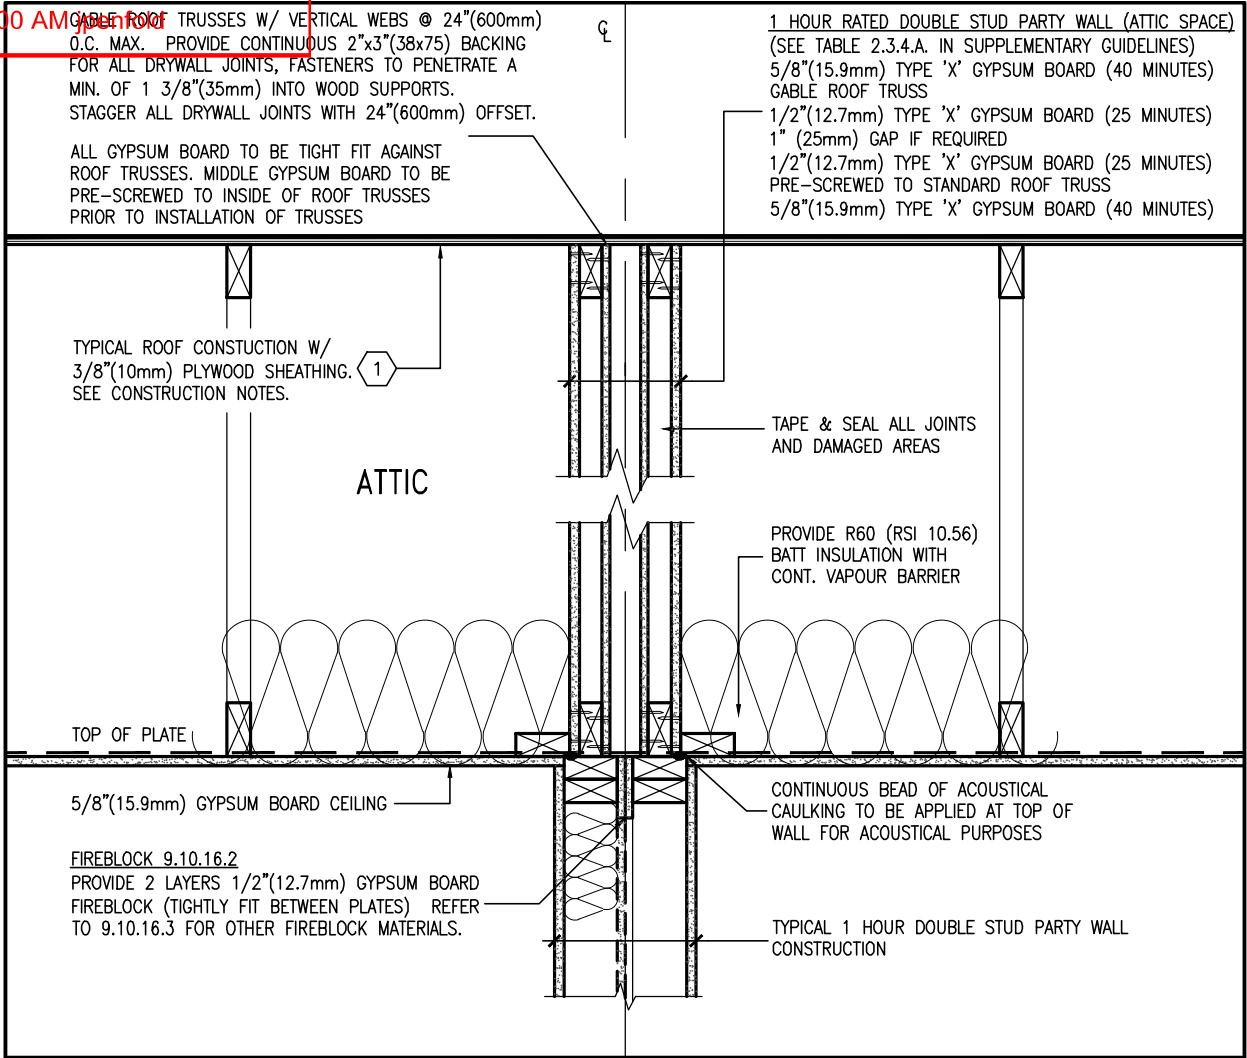 00 AM jpenfold
GABLE ROOF TRUSSES W/ VERTICAL WEBS @ 24"(600mm)
O.C. MAX. PROVIDE CONTINUOUS 2"x3"(38x75) BACKING
FOR ALL DRYWALL JOINTS, FASTENERS TO PENETRATE A
MIN. OF 1 3/8"(35mm) INTO WOOD SUPPORTS.
STAGGER ALL DRYWALL JOINTS WITH 24"(600mm) OFFSET.
ALL GYPSUM BOARD TO BE TIGHT FIT AGAINST
ROOF TRUSSES. MIDDLE GYPSUM BOARD TO BE
PRE-SCREWED TO INSIDE OF ROOF TRUSSES
PRIOR TO INSTALLATION OF TRUSSES
℄
1 HOUR RATED DOUBLE STUD PARTY WALL (ATTIC SPACE)
(SEE TABLE 2.3.4.A. IN SUPPLEMENTARY GUIDELINES)
5/8"(15.9mm) TYPE 'X' GYPSUM BOARD (40 MINUTES)
GABLE ROOF TRUSS
1/2"(12.7mm) TYPE 'X' GYPSUM BOARD (25 MINUTES)
1" (25mm) GAP IF REQUIRED
1/2"(12.7mm) TYPE 'X' GYPSUM BOARD (25 MINUTES)
PRE-SCREWED TO STANDARD ROOF TRUSS
5/8"(15.9mm) TYPE 'X' GYPSUM BOARD (40 MINUTES)
TYPICAL ROOF CONSTUCTION W/
3/8"(10mm) PLYWOOD SHEATHING. 1
SEE CONSTRUCTION NOTES.
TAPE & SEAL ALL JOINTS
AND DAMAGED AREAS
ATTIC
PROVIDE R60 (RSI 10.56)
BATT INSULATION WITH
CONT. VAPOUR BARRIER
TOP OF PLATE
5/8"(15.9mm) GYPSUM BOARD CEILING
CONTINUOUS BEAD OF ACOUSTICAL
CAULKING TO BE APPLIED AT TOP OF
WALL FOR ACOUSTICAL PURPOSES
FIREBLOCK 9.10.16.2
PROVIDE 2 LAYERS 1/2"(12.7mm) GYPSUM BOARD
FIREBLOCK (TIGHTLY FIT BETWEEN PLATES) REFER
TO 9.10.16.3 FOR OTHER FIREBLOCK MATERIALS.
TYPICAL 1 HOUR DOUBLE STUD PARTY WALL
CONSTRUCTION